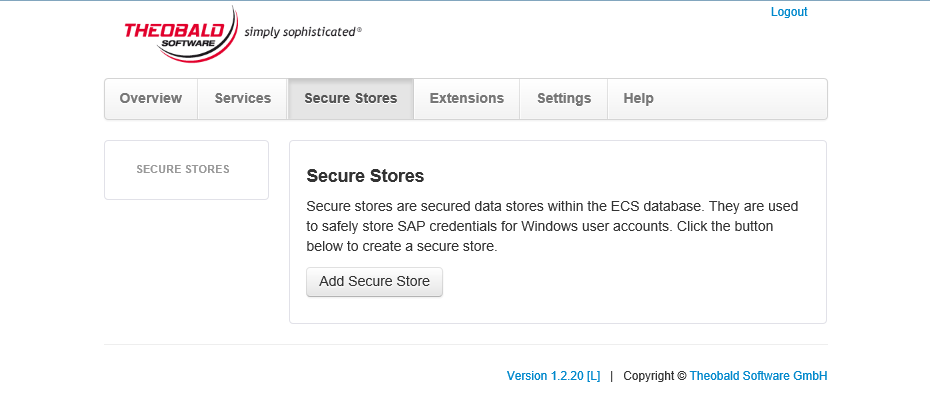 Logout
THEOBALD
SOFTWARE
simply sophisticated®
Overview Services Secure Stores Extensions Settings Help
SECURE STORES
Secure Stores
Secure stores are secured data stores within the ECS database. They are used
to safely store SAP credentials for Windows user accounts. Click the button
below to create a secure store.
Add Secure Store
Version 1.2.20 [L] | Copyright © Theobald Software GmbH